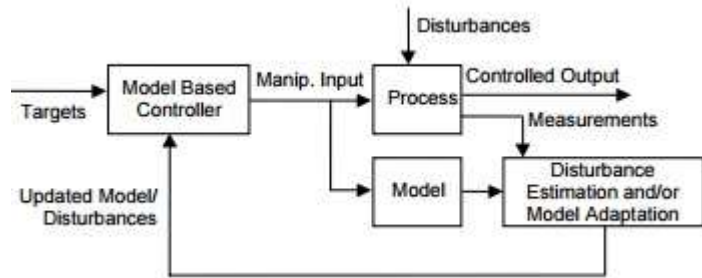 Disturbances
Model Based
Controller
Manip. Input
Process
Controlled Output
Targets
Measurements
Updated Model/
Disturbances
Model
Disturbance
Estimation and/or
Model Adaptation